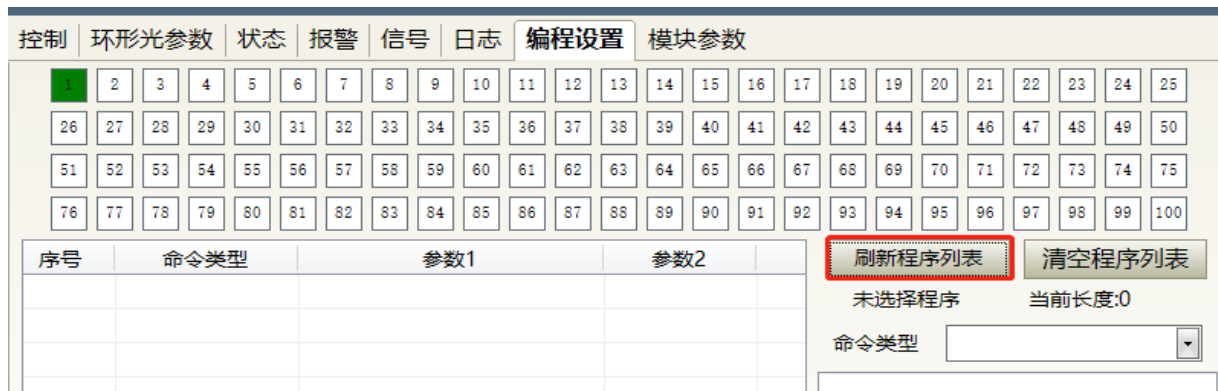 控制 环形光参数 状态 报警 信号 日志 编程设置 模块参数
1 2 3 4 5 6 7 8 9 10 11 12 13 14 15 16 17 18 19 20 21 22 23 24 25
26 27 28 29 30 31 32 33 34 35 36 37 38 39 40 41 42 43 44 45 46 47 48 49 50
51 52 53 54 55 56 57 58 59 60 61 62 63 64 65 66 67 68 69 70 71 72 73 74 75
76 77 78 79 80 81 82 83 84 85 86 87 88 89 90 91 92 93 94 95 96 97 98 99 100
序号 命令类型 参数1 参数2
刷新程序列表 清空程序列表
未选择程序 当前长度:0
命令类型